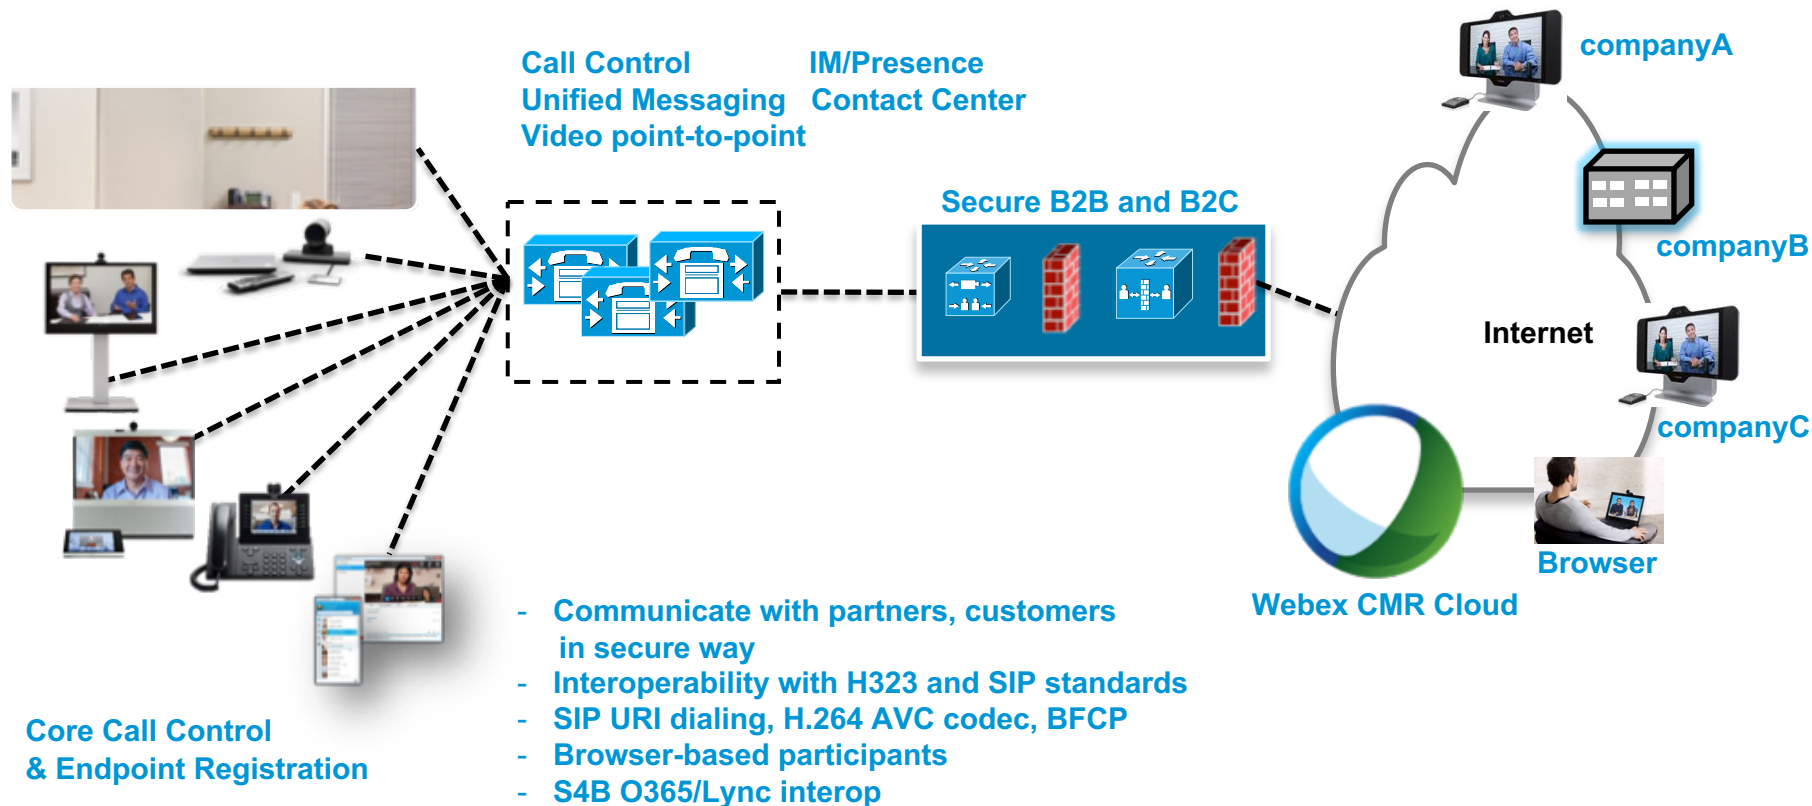 Call Control IM/Presence
Unified Messaging Contact Center
Video point-to-point
companyA
Secure B2B and B2C
companyB
Internet
companyC
Browser
Webex CMR Cloud
- Communicate with partners, customers
in secure way
- Interoperability with H323 and SIP standards
- SIP URI dialing, H.264 AVC codec, BFCP
- Browser-based participants
- S4B O365/Lync interop
Core Call Control
& Endpoint Registration